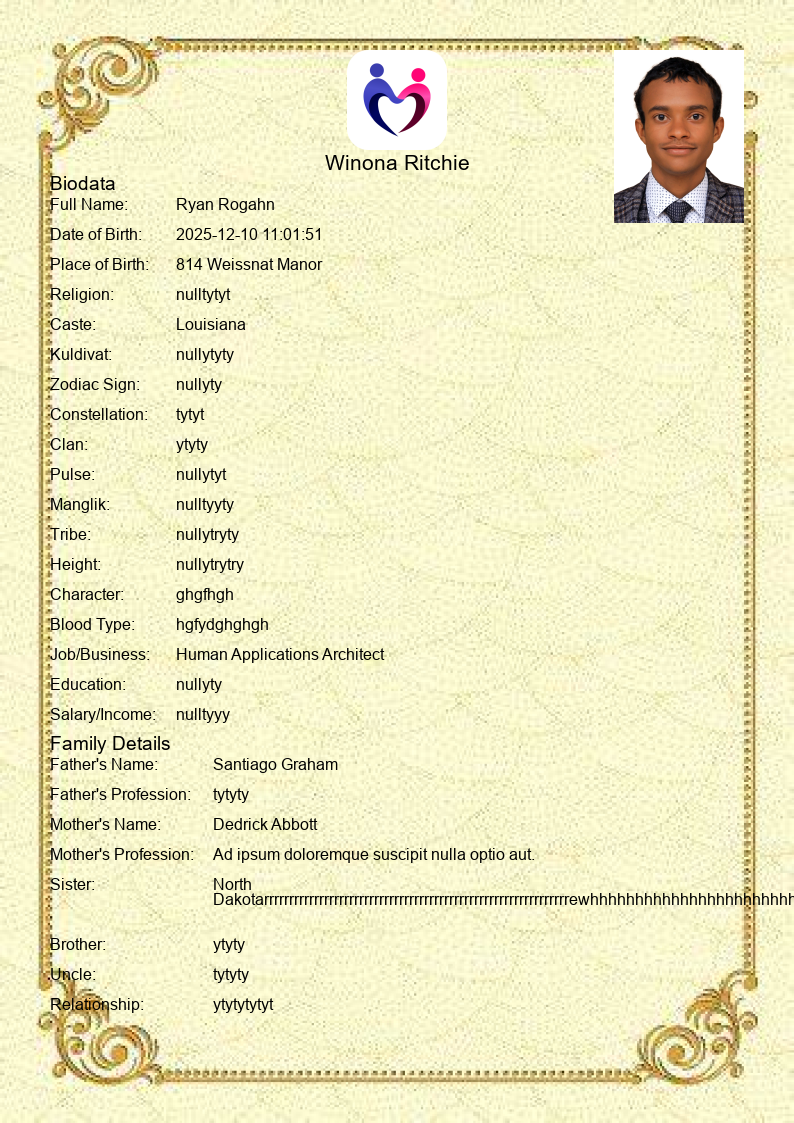 Winona Ritchie
Biodata
Full Name: Ryan Rogahn
Date of Birth: 2025-12-10 11:01:51
Place of Birth: 814 Weissnat Manor
Religion: nulltytyt
Caste: Louisiana
Kuldivat: nullytyty
Zodiac Sign: nullyty
Constellation: tytyt
Clan: ytyty
Pulse: nullytyt
Manglik: nulltyyty
Tribe: nullytryty
Height: nullytrytry
Character: ghgfhgh
Blood Type: hgfydghghgh
Job/Business: Human Applications Architect
Education: nullyty
Salary/Income: nulltyyy
Family Details
Father's Name: Santiago Graham
Father's Profession: tytyty
Mother's Name: Dedrick Abbott
Mother's Profession: Ad ipsum doloremque suscipit nulla optio aut.
Sister: North
Brother: ytyty
Uncle: tytyty
Relationship: ytytytytyt